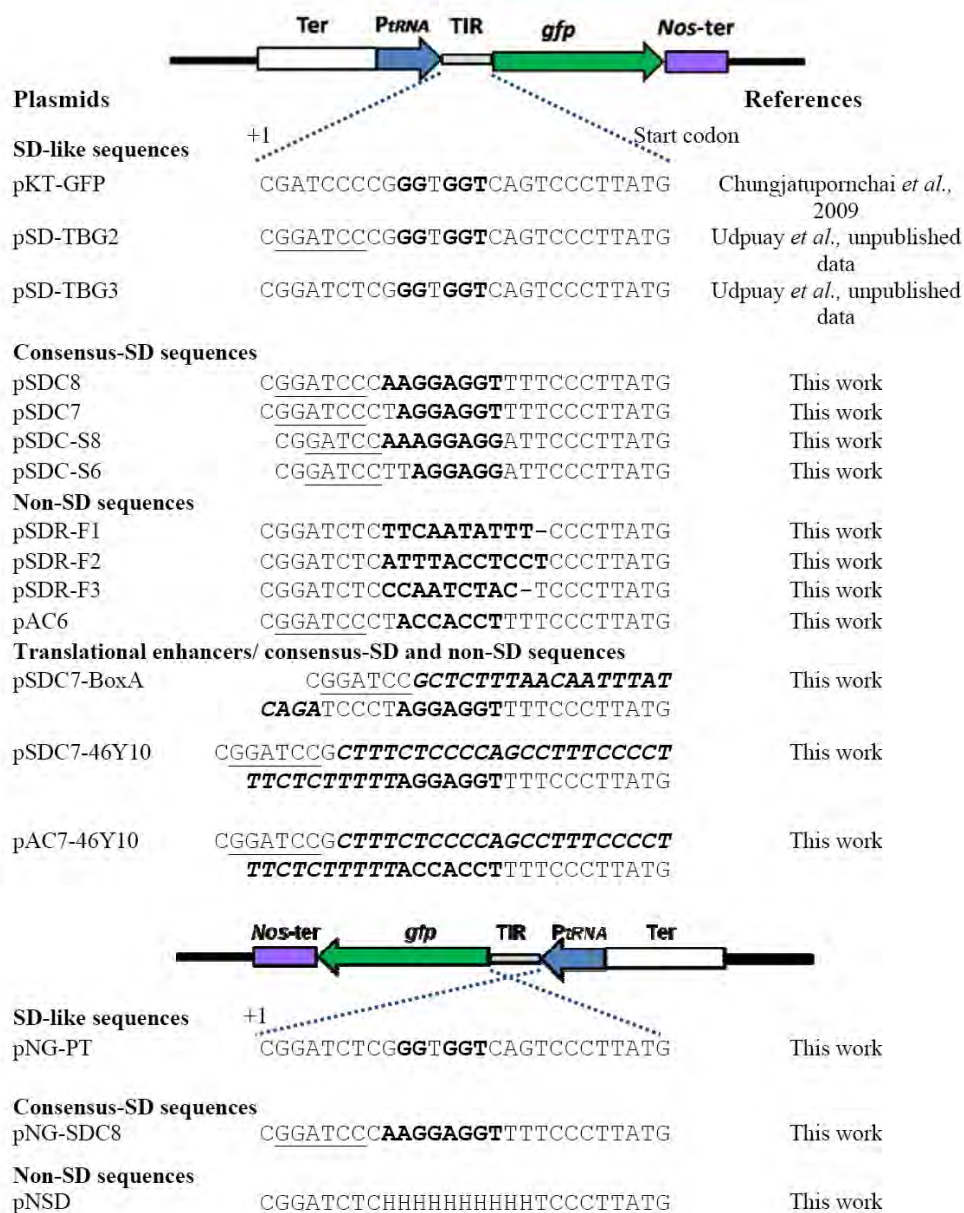 Ter PtRNA TIR gfp Nos-ter
Plasmids References
+1 Start codon
SD-like sequences
pKT-GFP CGATCCCCGGGTGGTCAGTCCCTTATG Chungjatupornchai et al.,
2009
pSD-TBG2 CGGATCCCGGGTGGTCAGTCCCTTATG Udpuay et al., unpublished
data
pSD-TBG3 CGGATCTCGGGTGGTCAGTCCCTTATG Udpuay et al., unpublished
data
Consensus-SD sequences
pSDC8 CGGATCCCAAGGAGGTTTTCCCTTATG This work
pSDC7 CGGATCCCTAGGAGGTTTTCCCTTATG This work
pSDC-S8 CGGATCCAAAGGAGGATTCCCTTATG This work
pSDC-S6 CGGATCCTTAGGAGGATTCCCTTATG This work
Non-SD sequences
pSDR-F1 CGGATCTCTTCAATATTT-CCCTTATG This work
pSDR-F2 CGGATCTCATTTACCTCCTCCCTTATG This work
pSDR-F3 CGGATCTCCCAATCTAC-TCCCTTATG This work
pAC6 CGGATCCCTACCACCTTTTCCCTTATG This work
Translational enhancers/ consensus-SD and non-SD sequences
pSDC7-BoxA CGGATCCGCTCTTTAACAATTTAT This work
CAGATCCCTAGGAGGTTTTCCCTTATG
pSDC7-46Y10 CGGATCCGCTTTCTCCCCAGCCTTTCCCCT This work
TTCTCTTTTTAGGAGGTTTTCCCTTATG
pAC7-46Y10 CGGATCCGCTTTCTCCCCAGCCTTTCCCCT This work
TTCTCTTTTTACCACCTTTTCCCTTATG
Nos-ter gfp TIR PtRNA Ter
SD-like sequences +1
pNG-PT CGGATCTCGGGTGGTCAGTCCCTTATG This work
Consensus-SD sequences
pNG-SDC8 CGGATCCCAAGGAGGTTTTCCCTTATG This work
Non-SD sequences
pNSD CGGATCTCHHHHHHHHHHTCCCTTATG This work